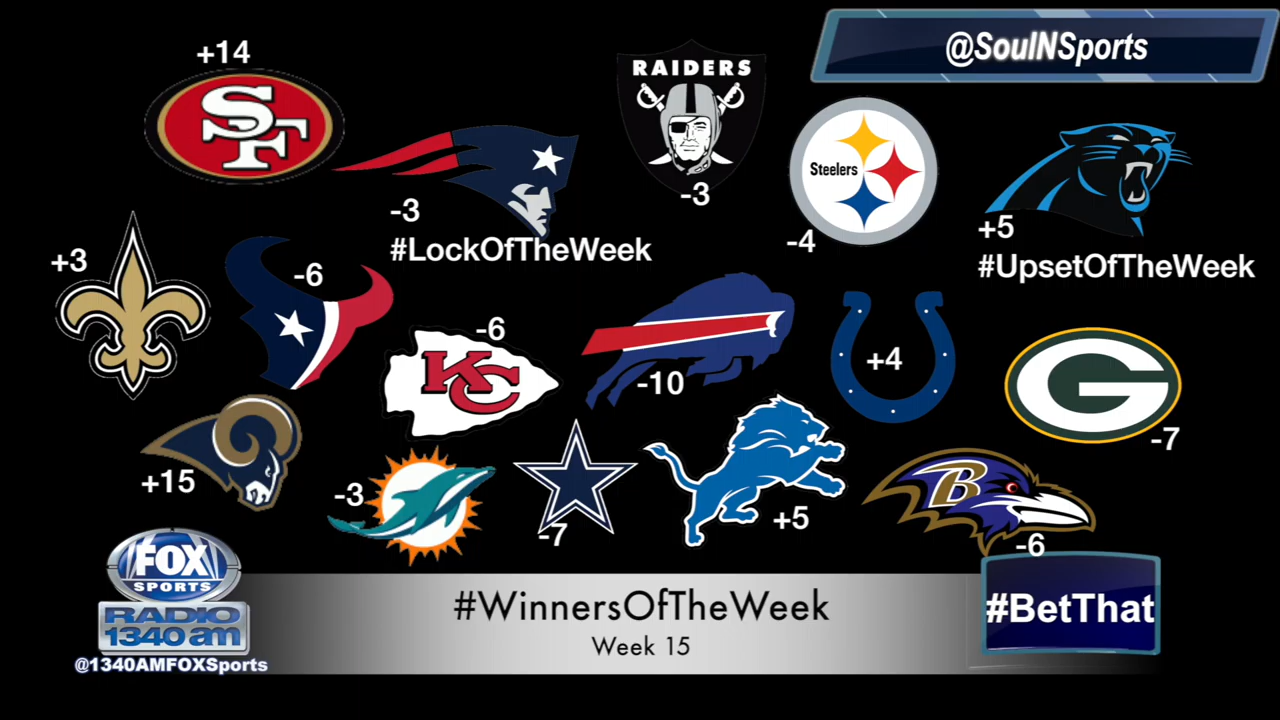 @SoulNSports
+14
SF
RAIDERS
-3
Steelers
-4
-3
#LockOfTheWeek
+5
#UpsetOfTheWeek
+3
-6
KC
-6
-10
+4
G
-7
+15
-3
-7
+5
B
-6
FOX
SPORTS
RADIO
1340 am
@1340AMFOXSports
#WinnersOfTheWeek
Week 15
#BetThat